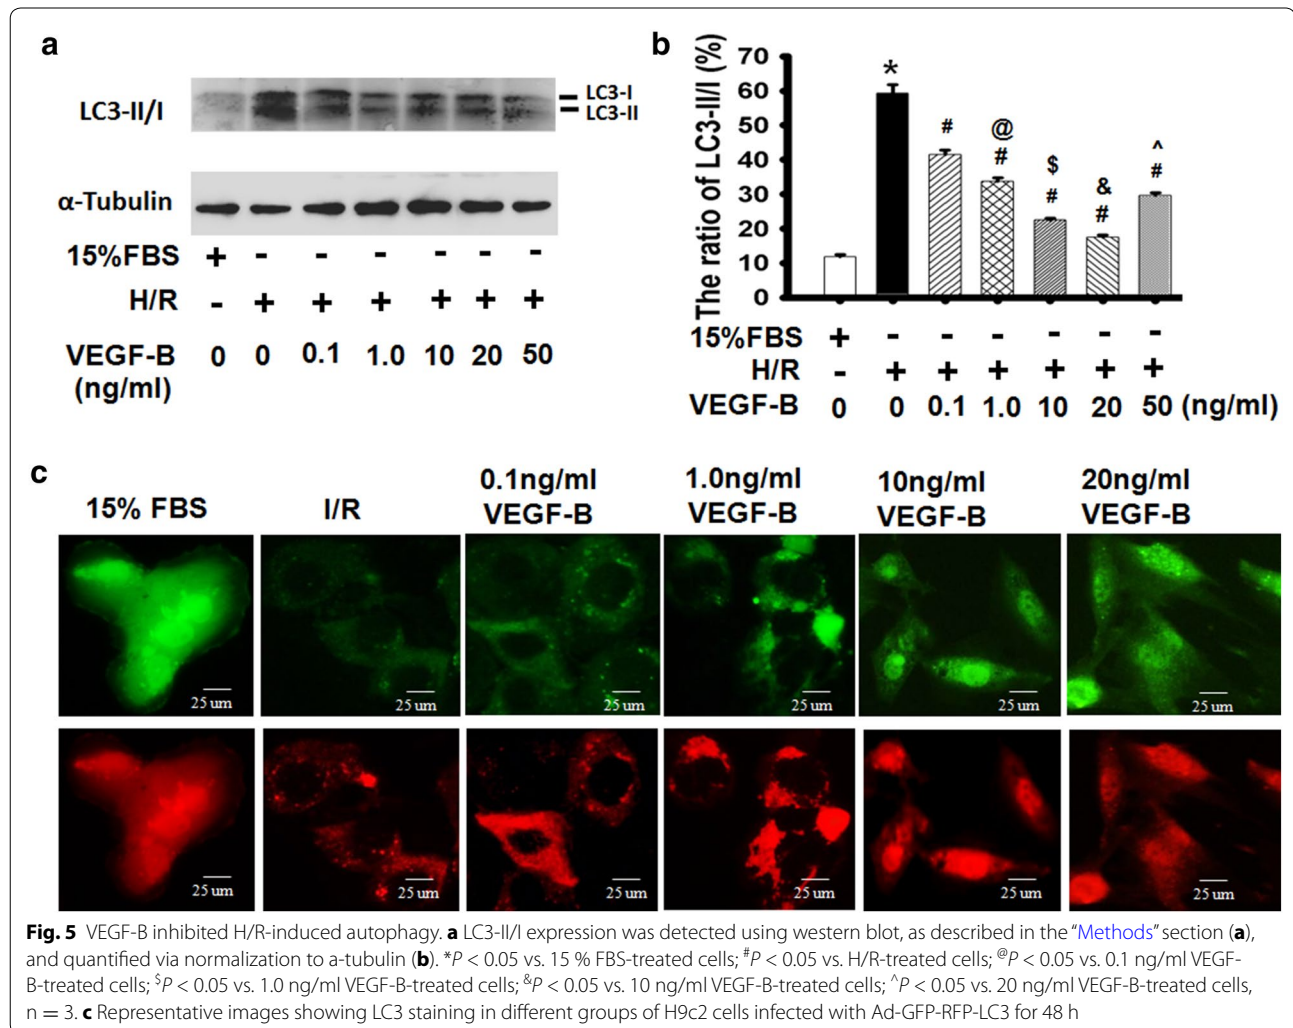 a
LC3-II/I
LC3-I
LC3-II
α-Tubulin
15%FBS + - - - - - -
H/R - + + + + + +
VEGF-B 0 0 0.1 1.0 10 20 50
(ng/ml)
b
The ratio of LC3-II/I (%)
70
60
50
40
30
20
10
0
*
#
@
#
$
#
&
#
^
#
15%FBS + - - - - - -
H/R - + + + + + +
VEGF-B 0 0 0.1 1.0 10 20 50 (ng/ml)
c
15% FBS
I/R
0.1ng/ml
VEGF-B
1.0ng/ml
VEGF-B
10ng/ml
VEGF-B
20ng/ml
VEGF-B
25 um
25 um
25 um
25 um
25 um
25 um
25 um
25 um
25 um
25 um
25 um
25 um
Fig. 5 VEGF-B inhibited H/R-induced autophagy. a LC3-II/I expression was detected using western blot, as described in the “Methods” section (a),
and quantified via normalization to a-tubulin (b). *P < 0.05 vs. 15 % FBS-treated cells; #P < 0.05 vs. H/R-treated cells; @P < 0.05 vs. 0.1 ng/ml VEGF-
B-treated cells; $P < 0.05 vs. 1.0 ng/ml VEGF-B-treated cells; &P < 0.05 vs. 10 ng/ml VEGF-B-treated cells; ^P < 0.05 vs. 20 ng/ml VEGF-B-treated cells,
n = 3. c Representative images showing LC3 staining in different groups of H9c2 cells infected with Ad-GFP-RFP-LC3 for 48 h